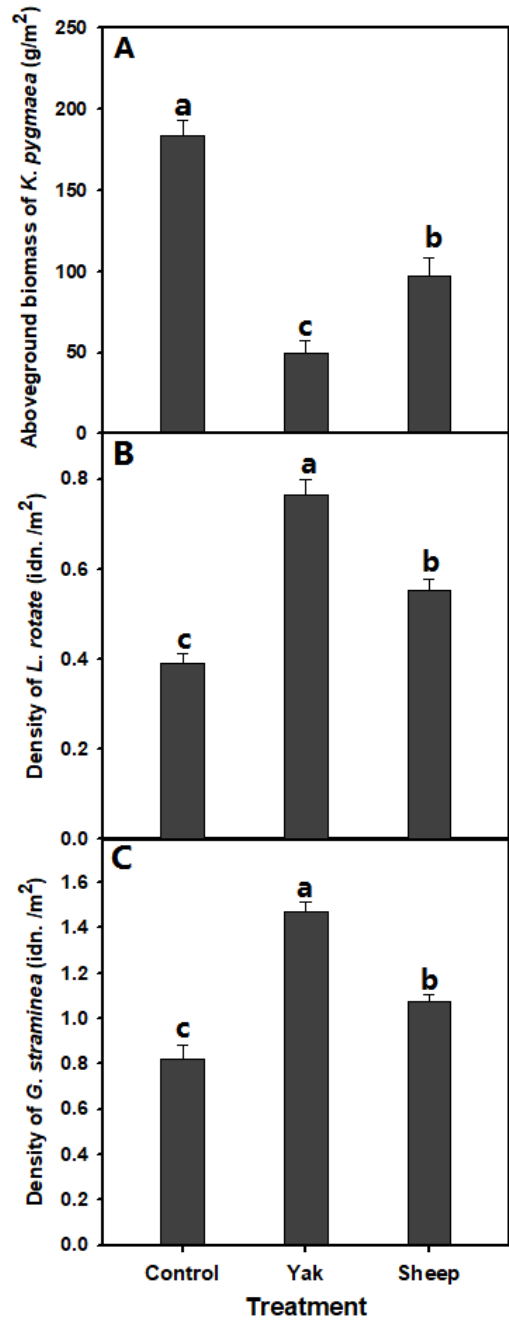 A
Aboveground biomass of K. pygmaea (g/m²)
250
200
150
100
50
0
a
c
b
B
Density of L. rotate (idn. /m²)
0.8
0.6
0.4
0.2
0.0
c
a
b
C
Density of G. straminea (idn. /m²)
1.6
1.4
1.2
1.0
0.8
0.6
0.4
0.2
0.0
c
a
b
Control Yak Sheep
Treatment